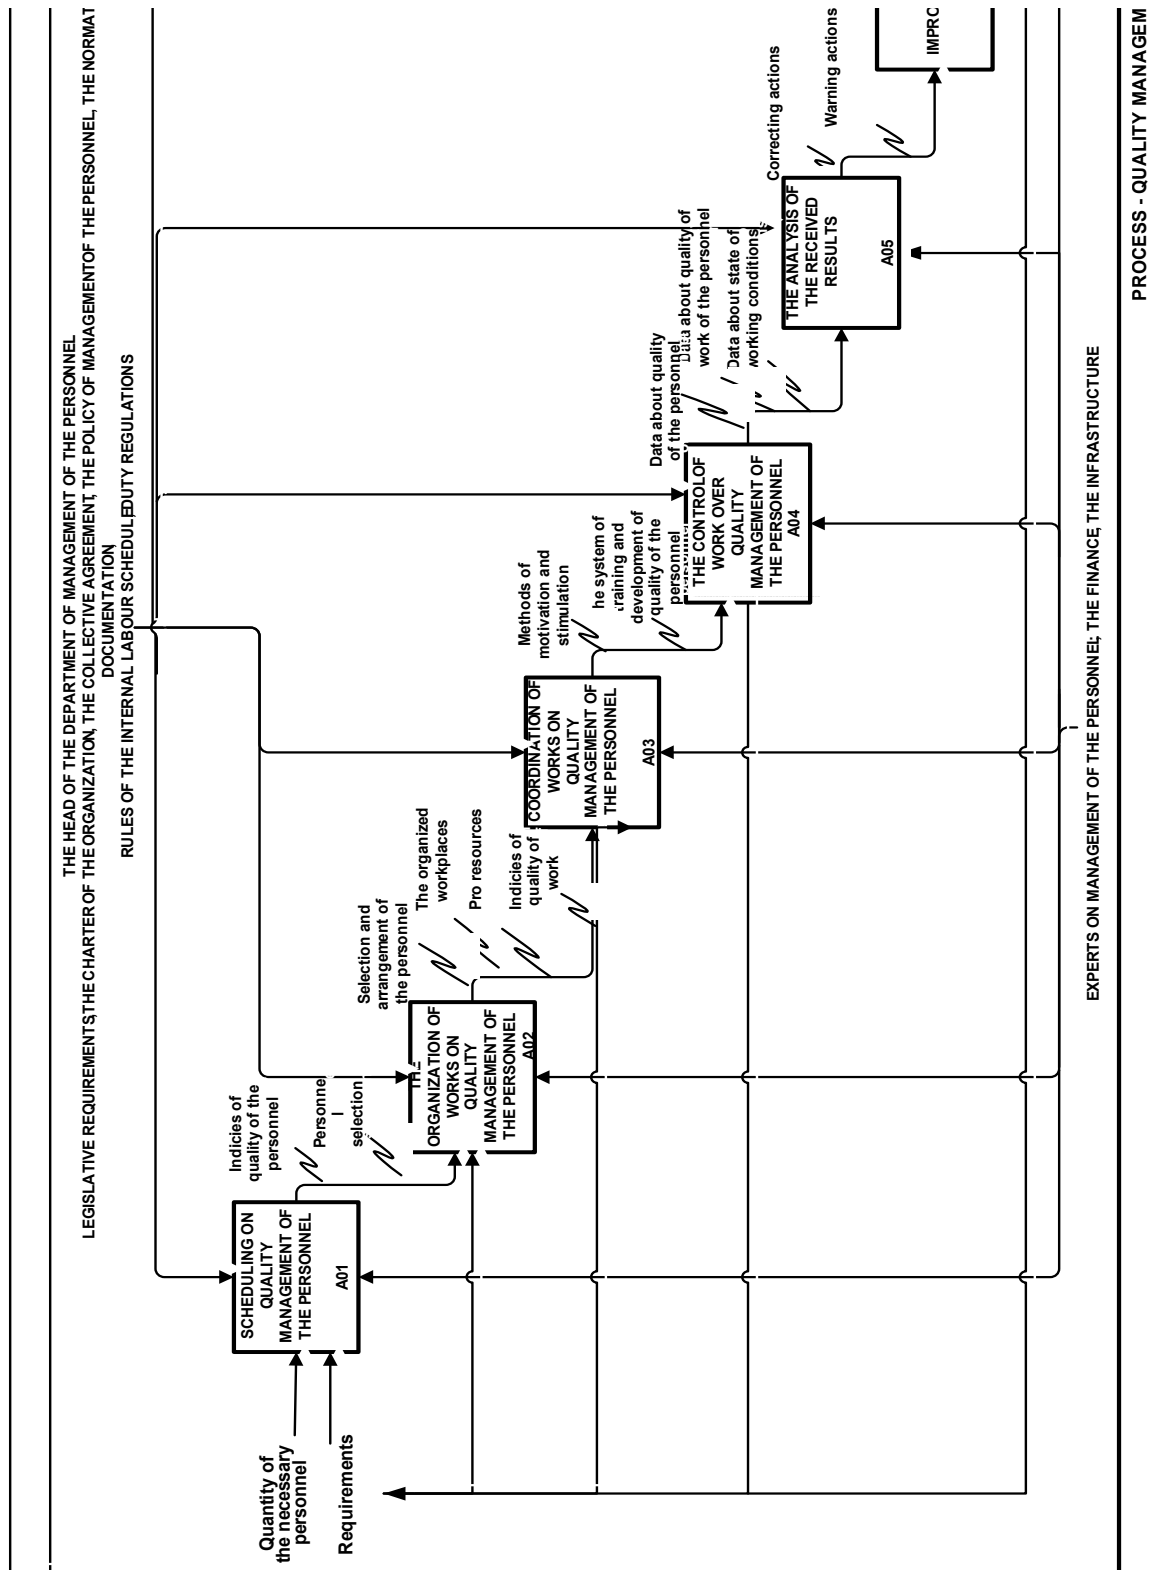 THE HEAD OF THE DEPARTMENT OF MANAGEMENT OF THE PERSONNEL
LEGISLATIVE REQUIREMENTS, THE CHARTER OF THE ORGANIZATION, THE COLLECTIVE AGREEMENT, THE POLICY OF MANAGEMENT OF THE PERSONNEL, THE NORMAT
DOCUMENTATION
RULES OF THE INTERNAL LABOUR SCHEDULE, DUTY REGULATIONS
Quantity of
the necessary
personnel
Requirements
SCHEDULING ON
QUALITY
MANAGEMENT OF
THE PERSONNEL
A01
Indicies of
quality of the
personnel
Personne
l
selection
THE
ORGANIZATION OF
WORKS ON
QUALITY
MANAGEMENT OF
THE PERSONNEL
A02
Selection and
arrangement of
the personnel
The organized
workplaces
Pro resources
Indicies of
quality of
work
COORDINATION OF
WORKS ON
QUALITY
MANAGEMENT OF
THE PERSONNEL
A03
Methods of
motivation and
stimulation
he system of
training and
development of
quality of the
personnel
THE CONTROLOF
WORK OVER
QUALITY
MANAGEMENT OF
THE PERSONNEL
A04
Data about quality
of the personnel
Data about quality of
work of the personnel
Data about state of
working conditions
THE ANALYSIS OF
THE RECEIVED
RESULTS
A05
Correcting actions
Warning actions
IMPRO
EXPERTS ON MANAGEMENT OF THE PERSONNEL; THE FINANCE, THE INFRASTRUCTURE
PROCESS - QUALITY MANAGEM